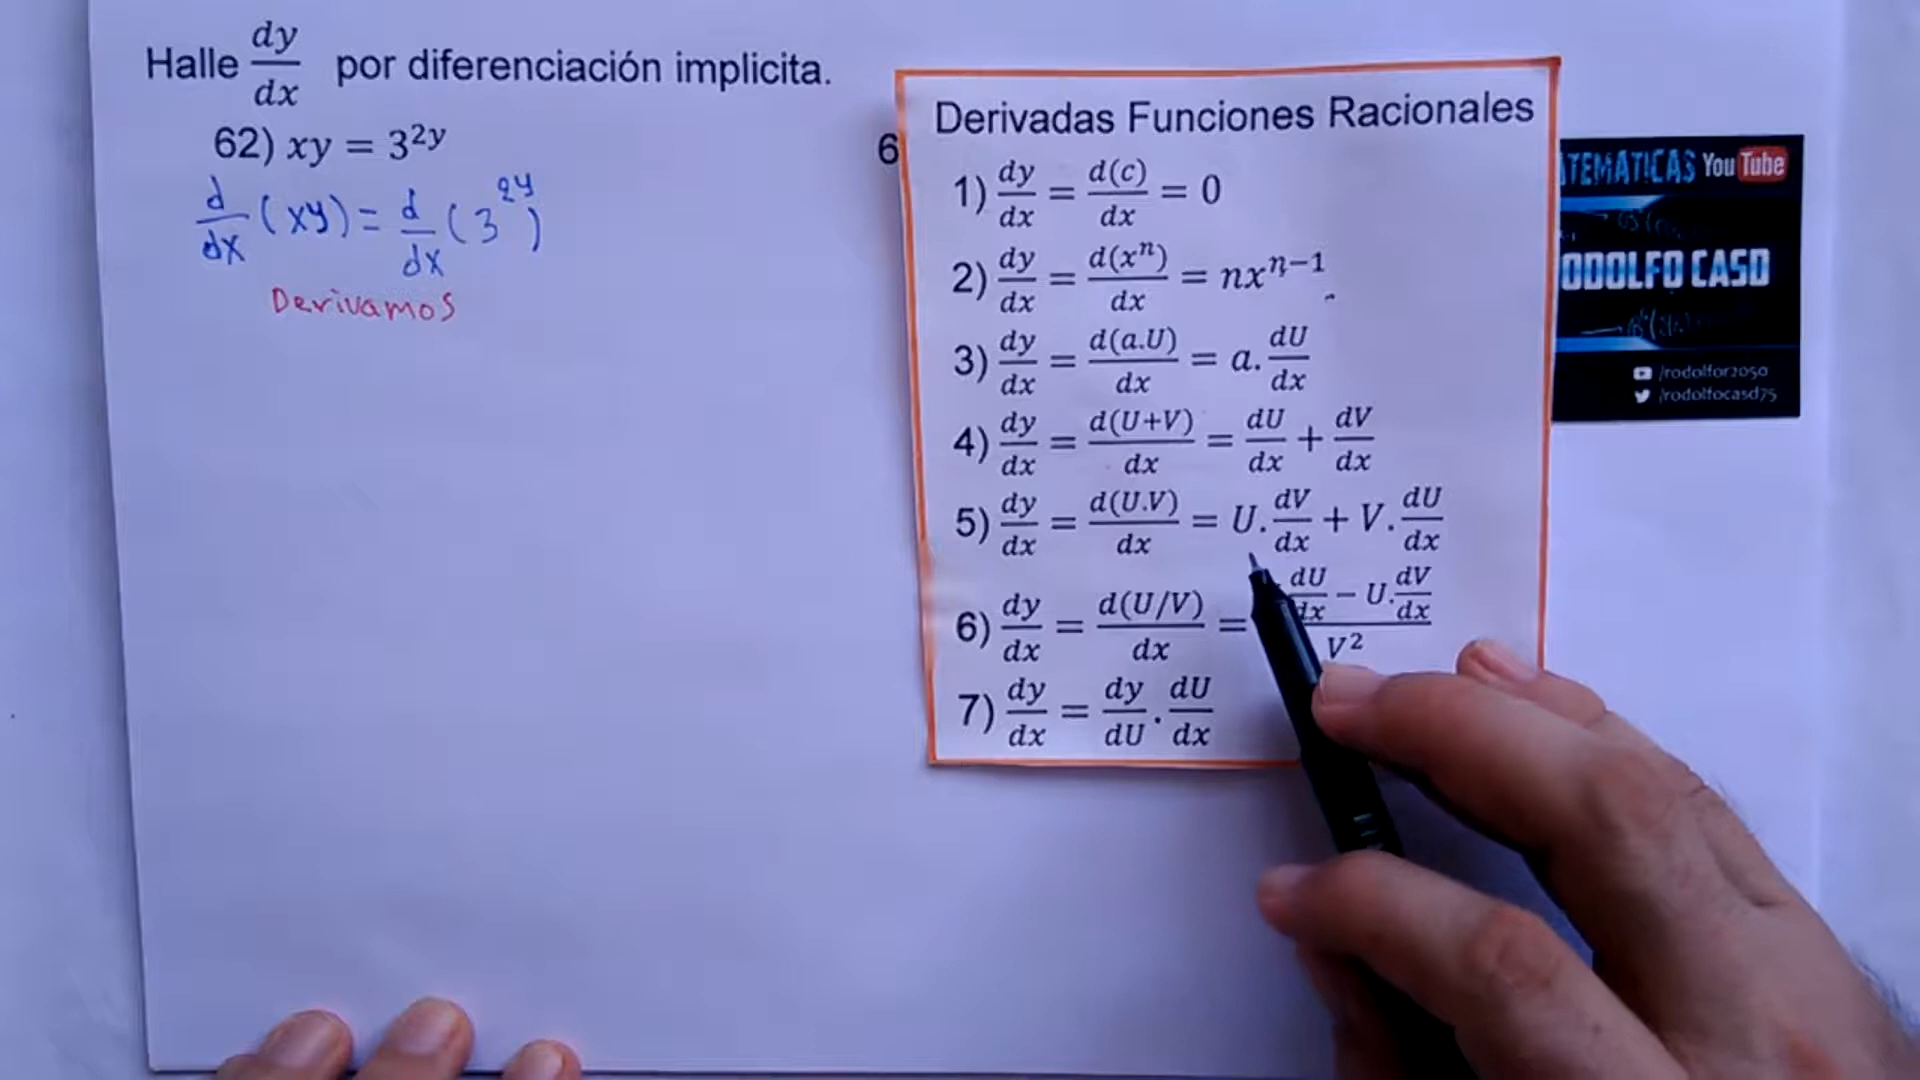 Halle dy/dx por diferenciación implicita.
62) xy = 3^{2y}
d/dx (xy) = d/dx (3^{2y})
Derivamos
6
Derivadas Funciones Racionales
1) dy/dx = d(c)/dx = 0
2) dy/dx = d(x^n)/dx = nx^{n-1}
3) dy/dx = d(a.U)/dx = a. dU/dx
4) dy/dx = d(U+V)/dx = dU/dx + dV/dx
5) dy/dx = d(U.V)/dx = U. dV/dx + V. dU/dx
6) dy/dx = d(U/V)/dx = dU/dx − U. dV/dx / V^2
7) dy/dx = dy/dU . dU/dx
ATEMATICAS YouTube
ODOLFO CASD
/rodolfor2050
/rodolfocasd75